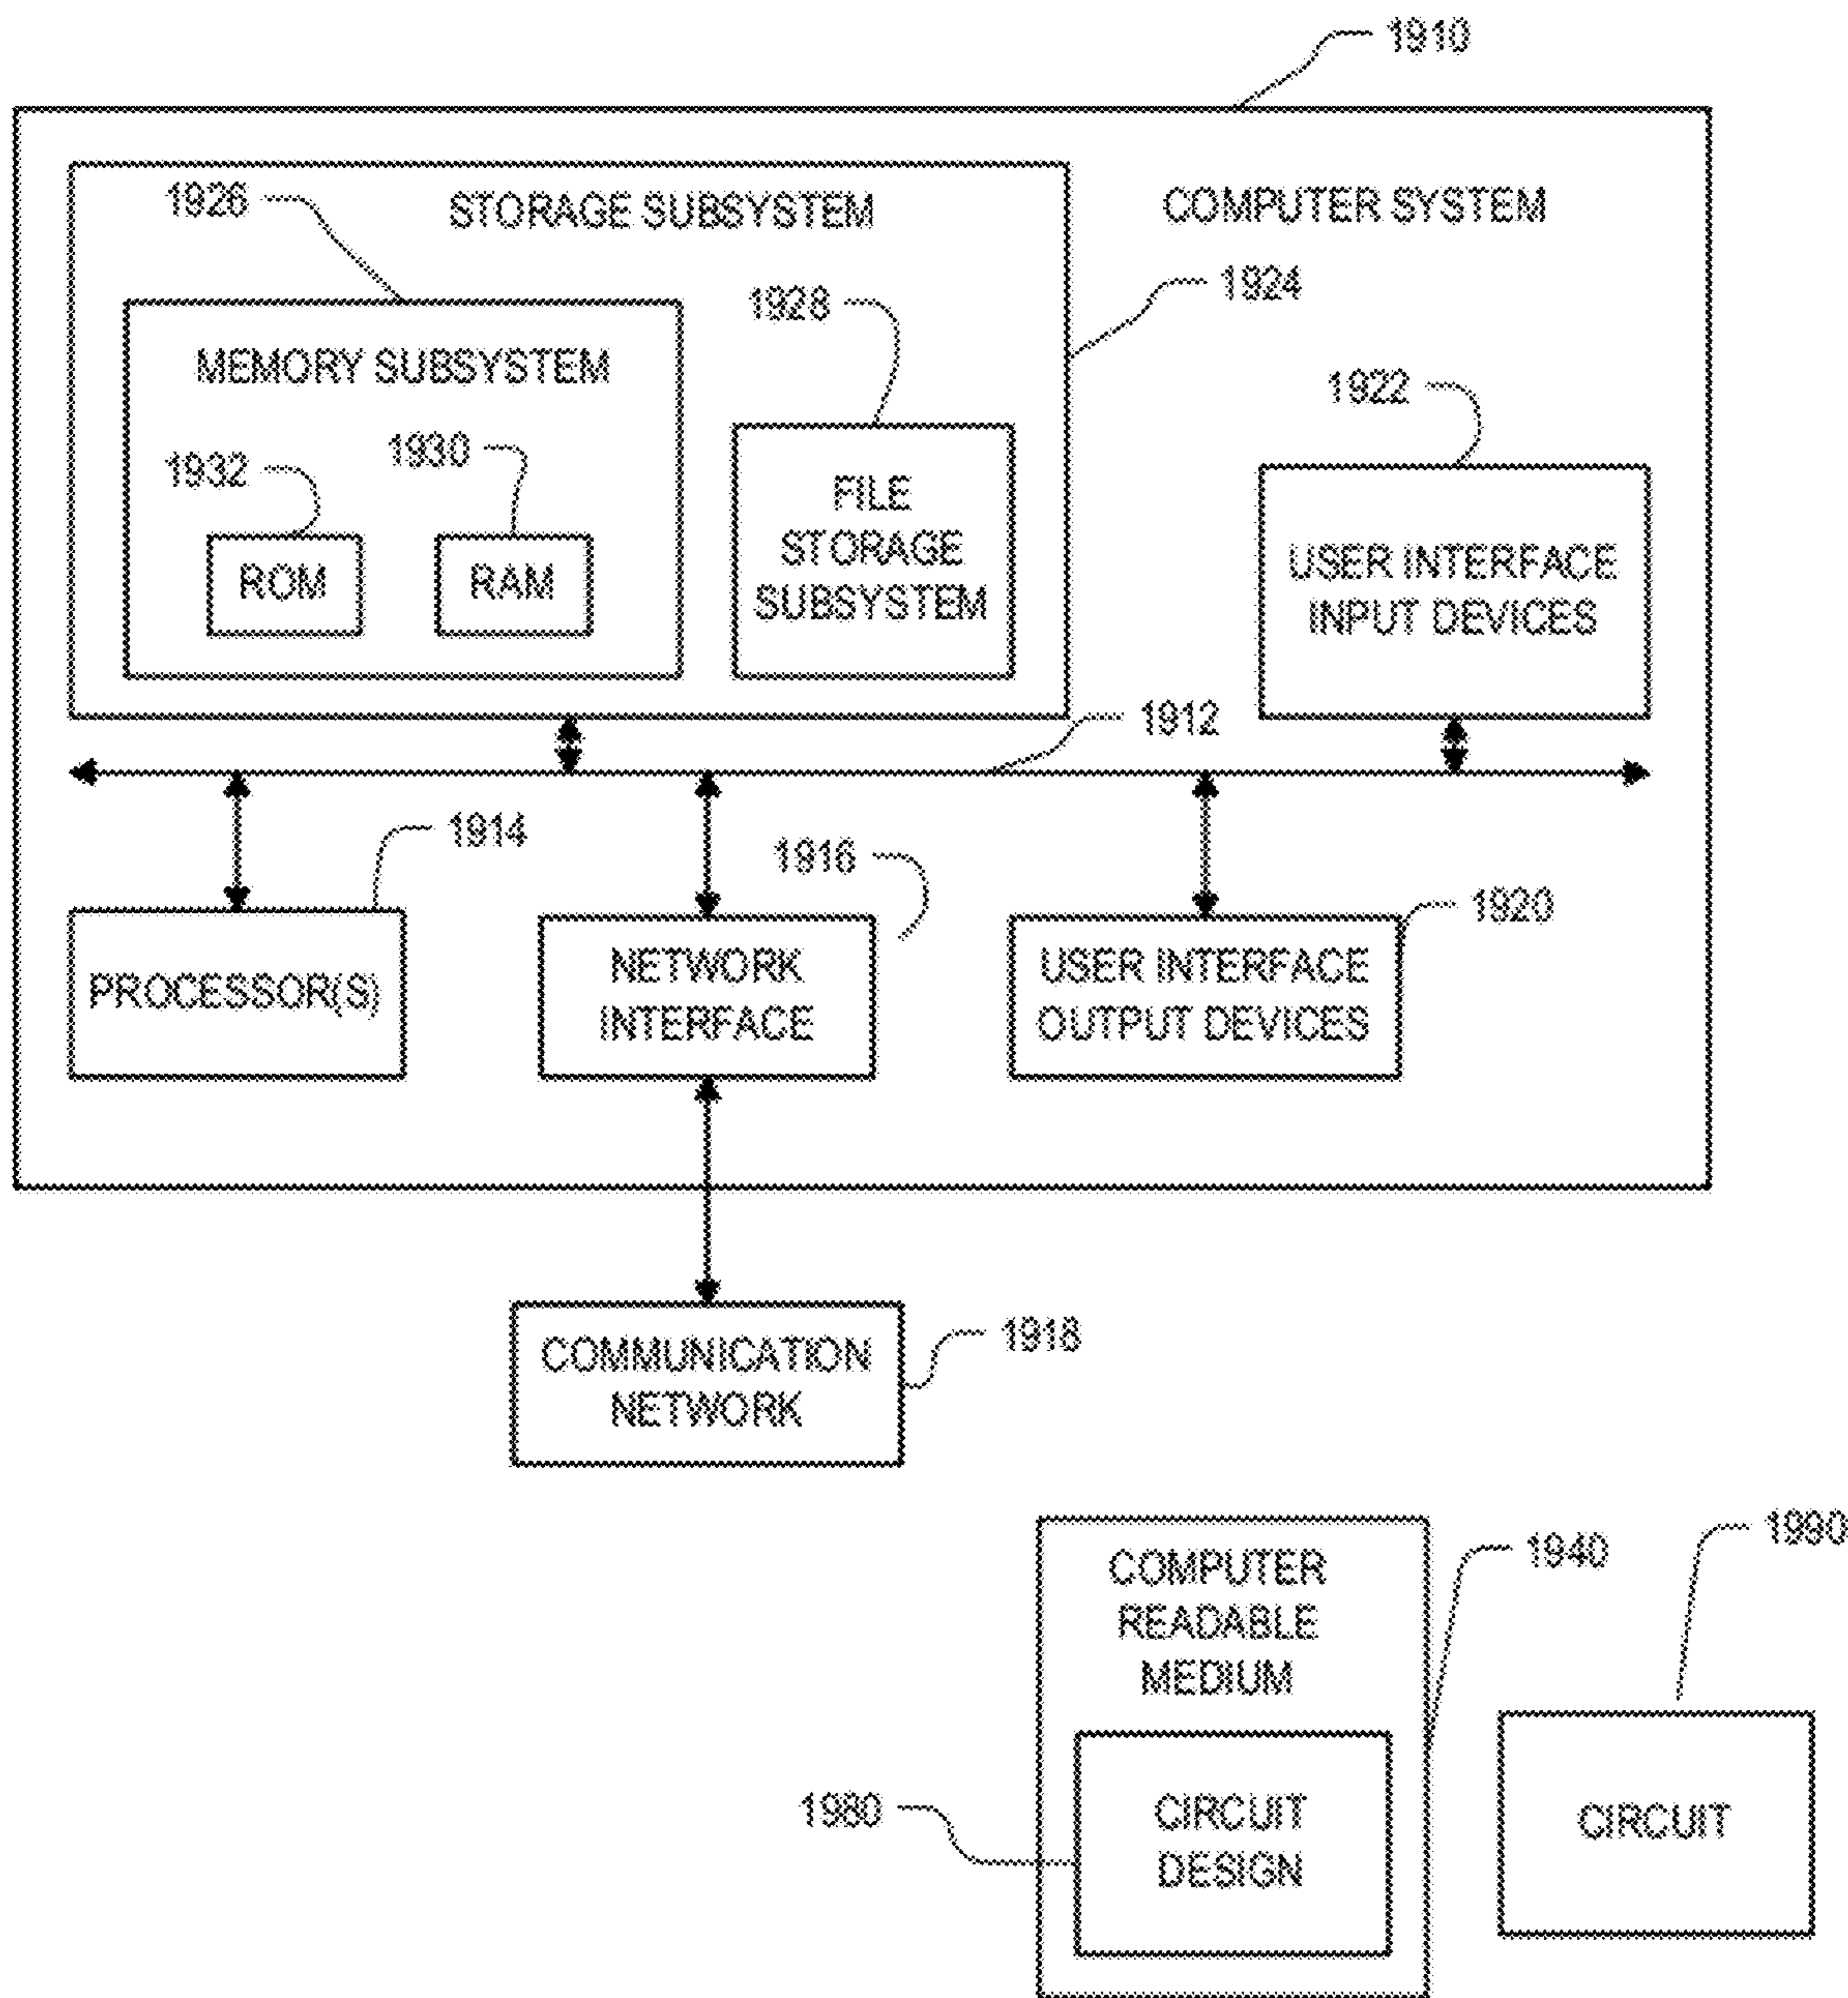 1910
STORAGE SUBSYSTEM
COMPUTER SYSTEM
1926
1924
1928
MEMORY SUBSYSTEM
1922
1932
1930
ROM
RAM
FILE
STORAGE
SUBSYSTEM
USER INTERFACE
INPUT DEVICES
1912
1914
1916
1920
PROCESSOR(S)
NETWORK
INTERFACE
USER INTERFACE
OUTPUT DEVICES
1918
COMMUNICATION
NETWORK
1990
1940
COMPUTER
READABLE
MEDIUM
1980
CIRCUIT
DESIGN
CIRCUIT